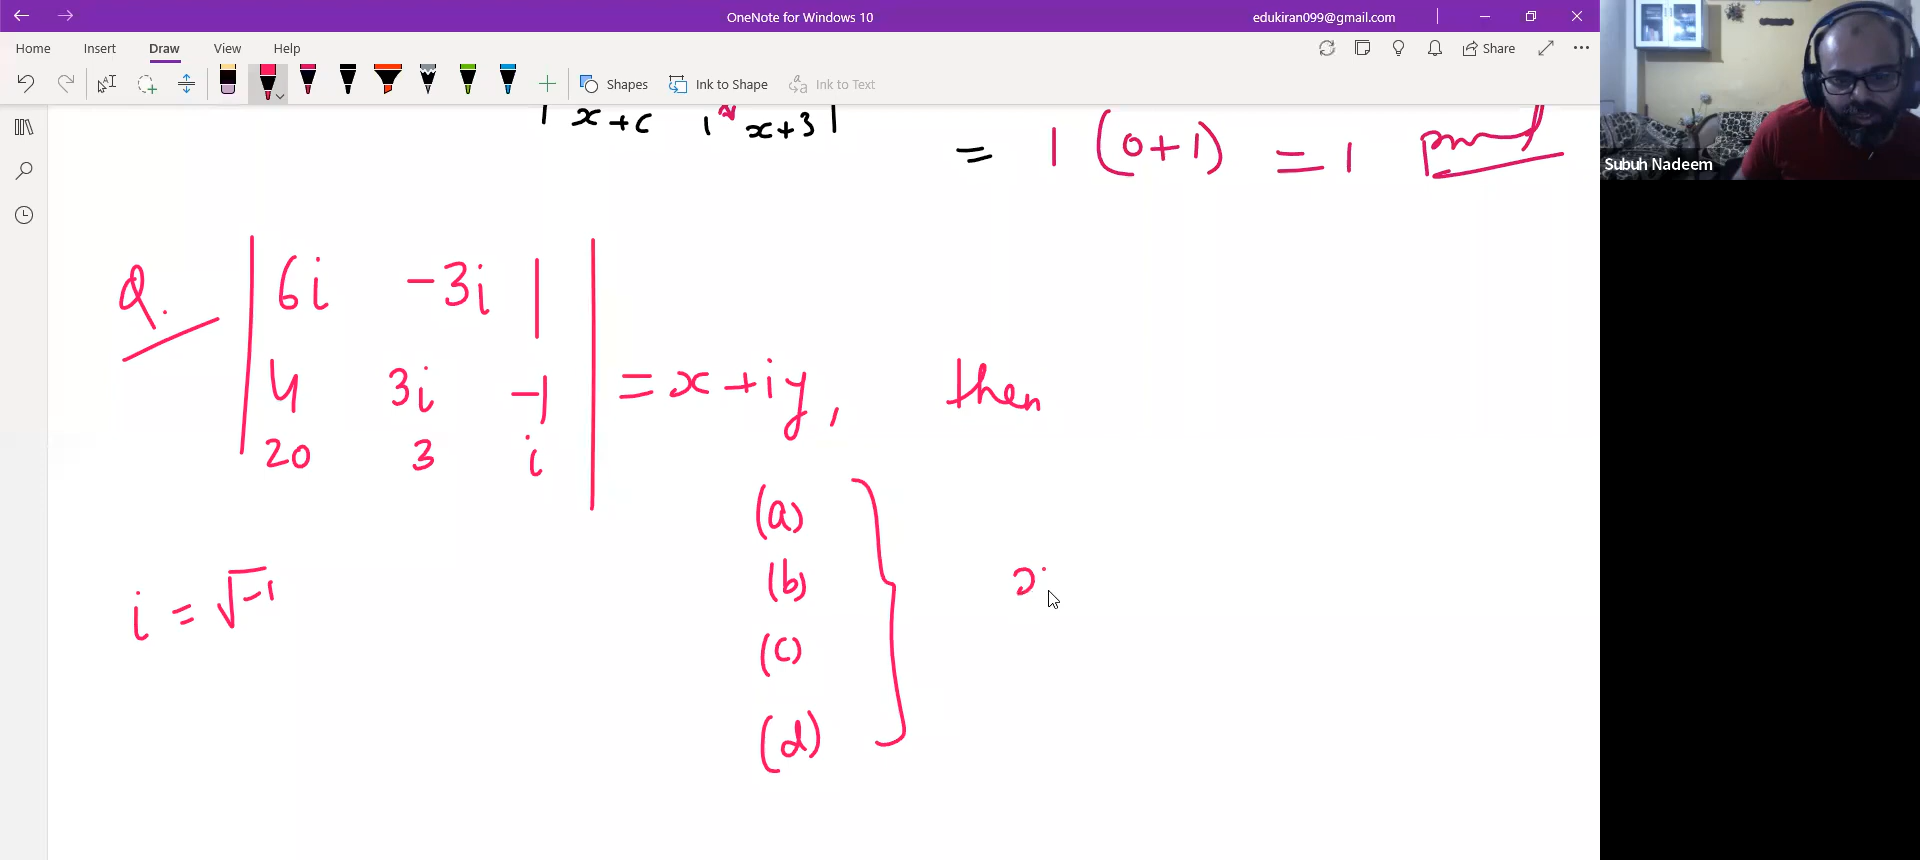 OneNote for Windows 10
edukiran099@gmail.com
Home Insert Draw View Help
Share
Shapes Ink to Shape Ink to Text
x+c x+3
= 1 (0+1) = 1
Subuh Nadeem
Q. | 6i -3i 1 |
| 4 3i -1 | = x+iy, then
| 20 3 i |
(a)
i = √-1 (b)
(c)
(d)